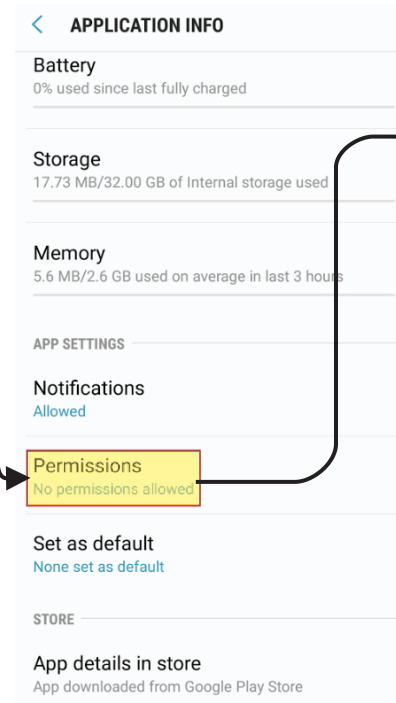 APPLICATION INFO
Battery
0% used since last fully charged
Storage
17.73 MB/32.00 GB of Internal storage used
Memory
5.6 MB/2.6 GB used on average in last 3 hours
APP SETTINGS
Notifications
Allowed
Permissions
No permissions allowed
Set as default
None set as default
STORE
App details in store
App downloaded from Google Play Store